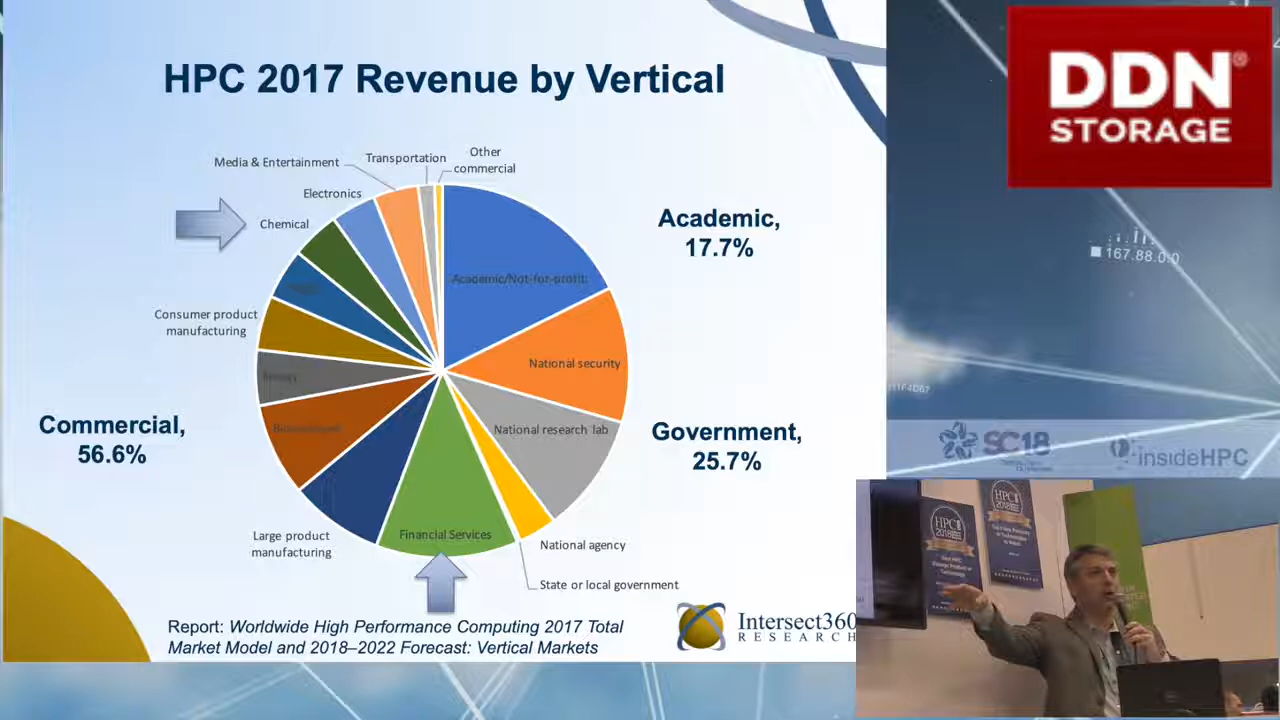 HPC 2017 Revenue by Vertical
Media & Entertainment
Transportation
Other
commercial
Electronics
Chemical
Consumer product
manufacturing
Large product
manufacturing
Financial Services
Academic/Not-for-profit
National security
National research lab
National agency
State or local government
Academic,
17.7%
Government,
25.7%
Commercial,
56.6%
Report: Worldwide High Performance Computing 2017 Total
Market Model and 2018–2022 Forecast: Vertical Markets
Intersect360
RESEARCH
DDN®
STORAGE
167.88.0.0
SC18
insideHPC
HPC
2018
HPC